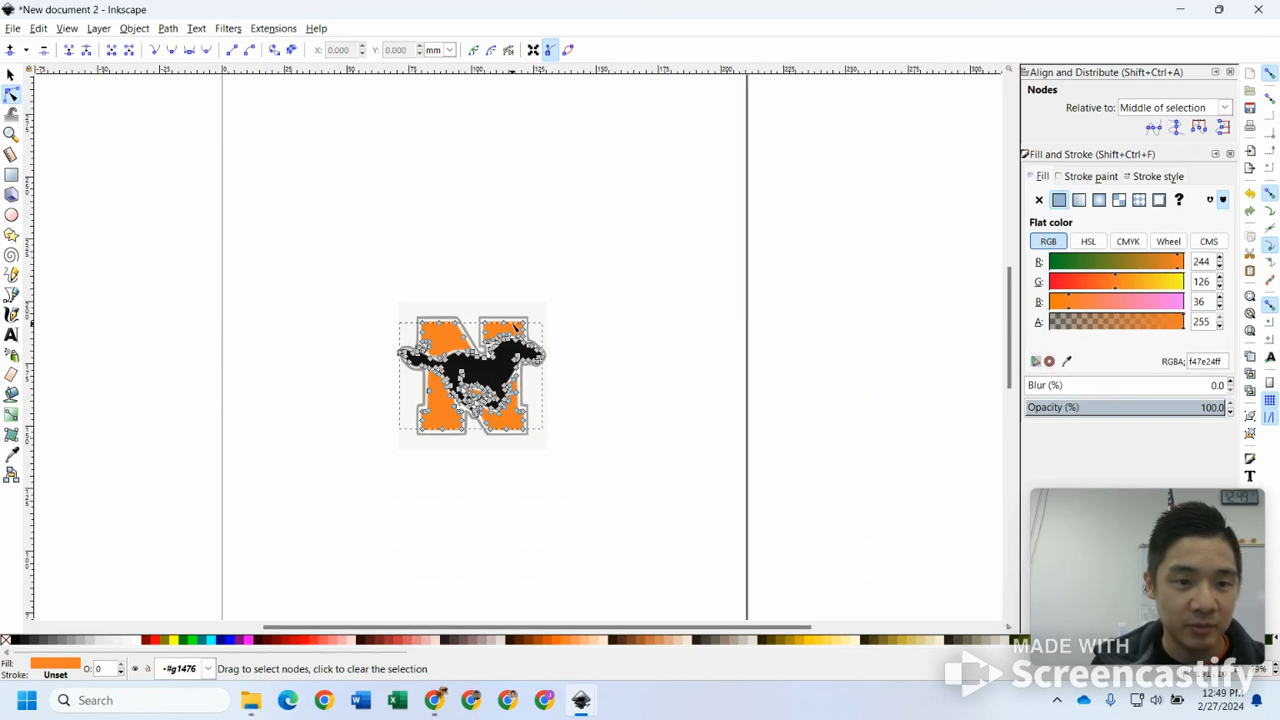 *New document 2 - Inkscape
File Edit View Layer Object Path Text Filters Extensions Help
X: 0.000 Y: 0.000 mm
Align and Distribute (Shift+Ctrl+A)
Nodes
Relative to: Middle of selection
Fill and Stroke (Shift+Ctrl+F)
Fill Stroke paint Stroke style
Flat color
RGB HSL CMYK Wheel CMS
R: 244
G: 126
B: 36
A: 255
RGBA: f47e24ff
Blur (%) 0.0
Opacity (%) 100.0
N
12:49
MADE WITH
Screencastify
Fill:
Stroke: Unset
O: 0
-#g1476
Drag to select nodes, click to clear the selection
Search
12:49 PM
2/27/2024